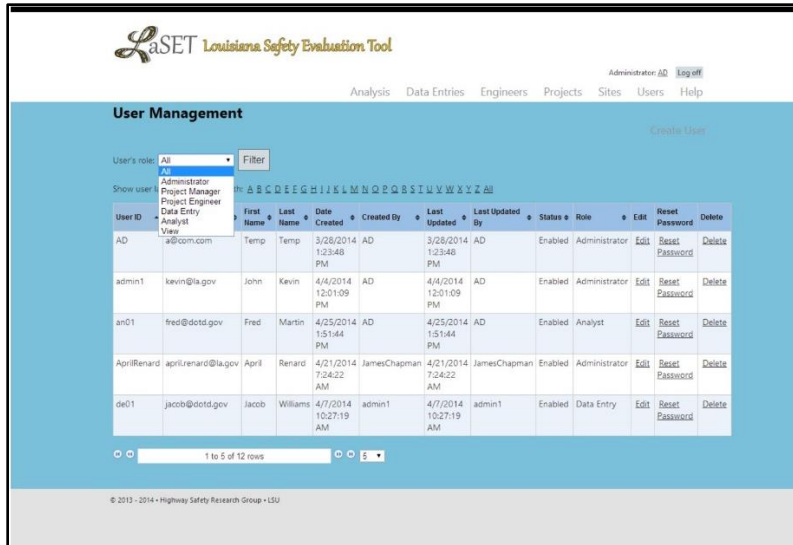 LaSET Louisiana Safety Evaluation Tool
Administrator: AD Log off
Analysis Data Entries Engineers Projects Sites Users Help
User Management
Create User
User's role: All Filter
All
Administrator
Project Manager
Project Engineer
Data Entry
Analyst
View
Show user l th: A B C D E F G H I J K L M N O P Q R S T U V W X Y Z All
User ID First Name Last Name Date Created Created By Last Updated Last Updated By Status Role Edit Reset Password Delete
AD a@com.com Temp Temp 3/28/2014 1:23:48 PM AD 3/28/2014 1:23:48 PM AD Enabled Administrator Edit Reset Password Delete
admin1 kevin@la.gov John Kevin 4/4/2014 12:01:09 PM AD 4/4/2014 12:01:09 PM AD Enabled Administrator Edit Reset Password Delete
an01 fred@dotd.gov Fred Martin 4/25/2014 1:51:44 PM AD 4/25/2014 1:51:44 PM AD Enabled Analyst Edit Reset Password Delete
AprilRenard april.renard@la.gov April Renard 4/21/2014 7:24:22 AM JamesChapman 4/21/2014 7:24:22 AM JamesChapman Enabled Administrator Edit Reset Password Delete
de01 jacob@dotd.gov Jacob Williams 4/7/2014 10:27:19 AM admin1 4/7/2014 10:27:19 AM admin1 Enabled Data Entry Edit Reset Password Delete
1 to 5 of 12 rows 5
© 2013 - 2014 • Highway Safety Research Group • LSU